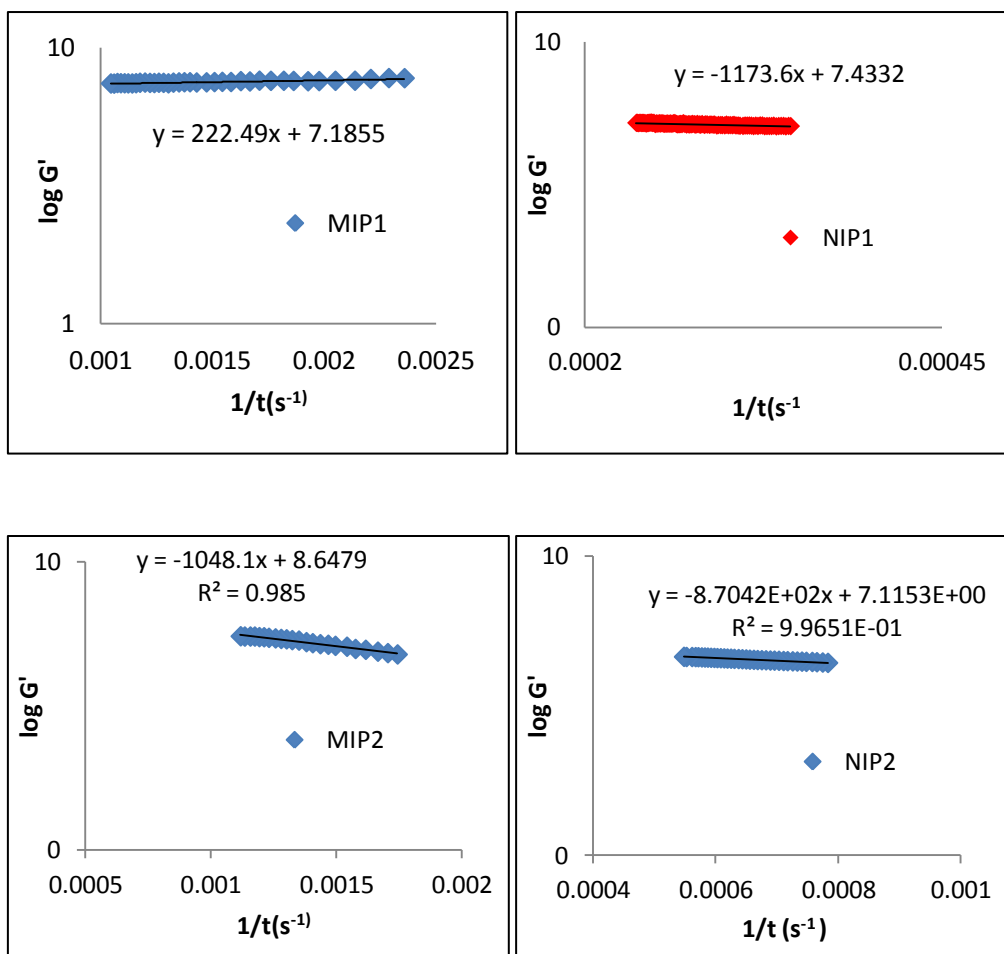 10
y = 222.49x + 7.1855
log G'
MIP1
1
0.001 0.0015 0.002 0.0025
1/t(s⁻¹)
10
y = -1173.6x + 7.4332
log G'
NIP1
0
0.0002 0.00045
1/t(s⁻¹
10
y = -1048.1x + 8.6479
R² = 0.985
log G'
MIP2
0
0.0005 0.001 0.0015 0.002
1/t(s⁻¹)
10
y = -8.7042E+02x + 7.1153E+00
R² = 9.9651E-01
log G'
NIP2
0
0.0004 0.0006 0.0008 0.001
1/t (s⁻¹)